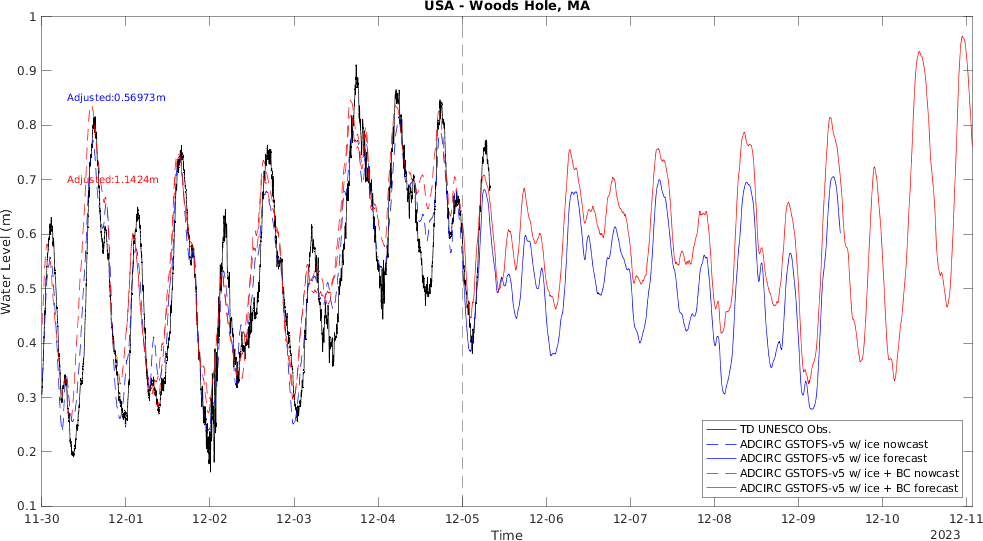 USA - Woods Hole, MA
Water Level (m)
1
0.9
0.8
0.7
0.6
0.5
0.4
0.3
0.2
0.1
Adjusted:0.56973m
Adjusted:1.1424m
TD UNESCO Obs.
ADCIRC GSTOFS-v5 w/ ice nowcast
ADCIRC GSTOFS-v5 w/ ice forecast
ADCIRC GSTOFS-v5 w/ ice + BC nowcast
ADCIRC GSTOFS-v5 w/ ice + BC forecast
11-30 12-01 12-02 12-03 12-04 12-05 12-06 12-07 12-08 12-09 12-10 12-11
Time
2023